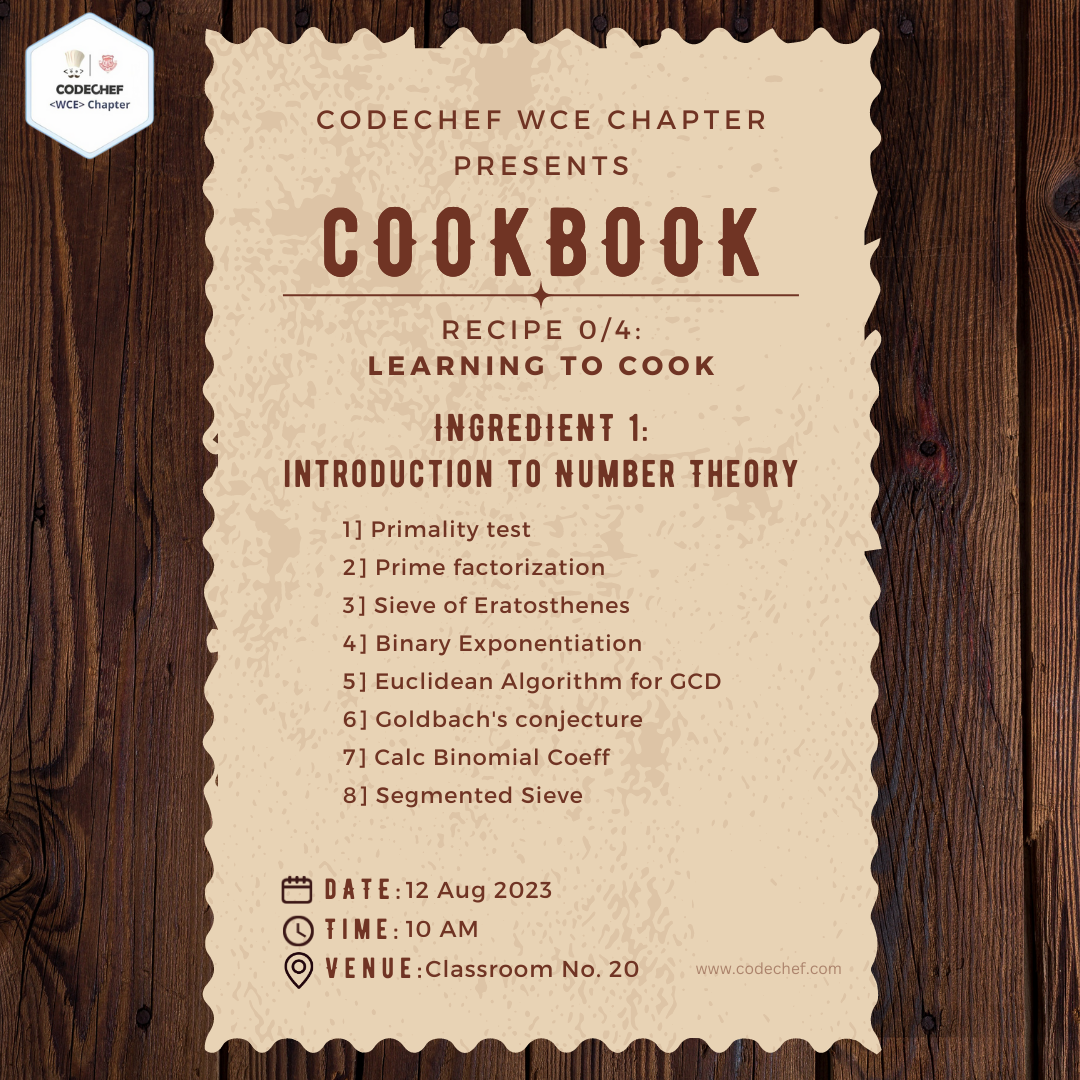 CODECHEF
<WCE> Chapter
CODECHEF WCE CHAPTER
PRESENTS
COOKBOOK
RECIPE 0/4:
LEARNING TO COOK
INGREDIENT 1:
INTRODUCTION TO NUMBER THEORY
1] Primality test
2] Prime factorization
3] Sieve of Eratosthenes
4] Binary Exponentiation
5] Euclidean Algorithm for GCD
6] Goldbach's conjecture
7] Calc Binomial Coeff
8] Segmented Sieve
DATE: 12 Aug 2023
TIME: 10 AM
VENUE: Classroom No. 20
www.codechef.com